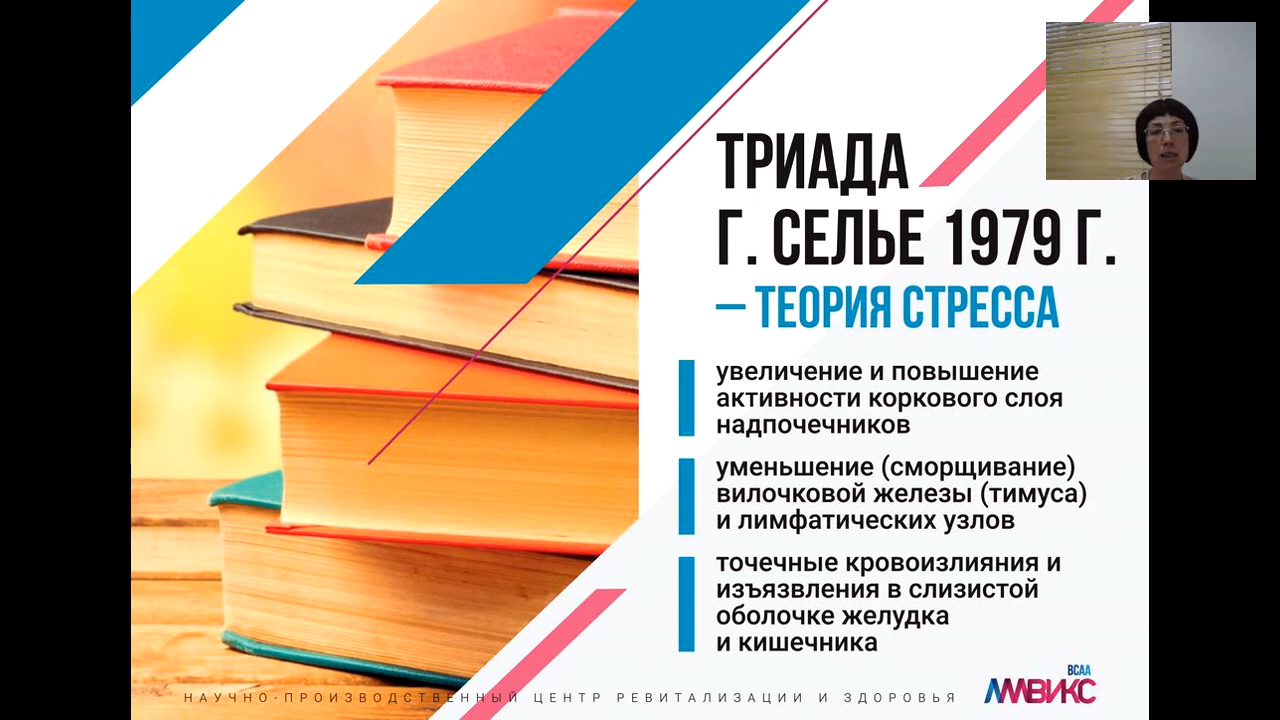 ТРИАДА
Г. СЕЛЬЕ 1979 Г.
– ТЕОРИЯ СТРЕССА
увеличение и повышение
активности коркового слоя
надпочечников
уменьшение (сморщивание)
вилочковой железы (тимуса)
и лимфатических узлов
точечные кровоизлияния и
изъязвления в слизистой
оболочке желудка
и кишечника
НАУЧНО-ПРОИЗВОДСТВЕННЫЙ ЦЕНТР РЕВИТАЛИЗАЦИИ И ЗДОРОВЬЯ
ВСАА